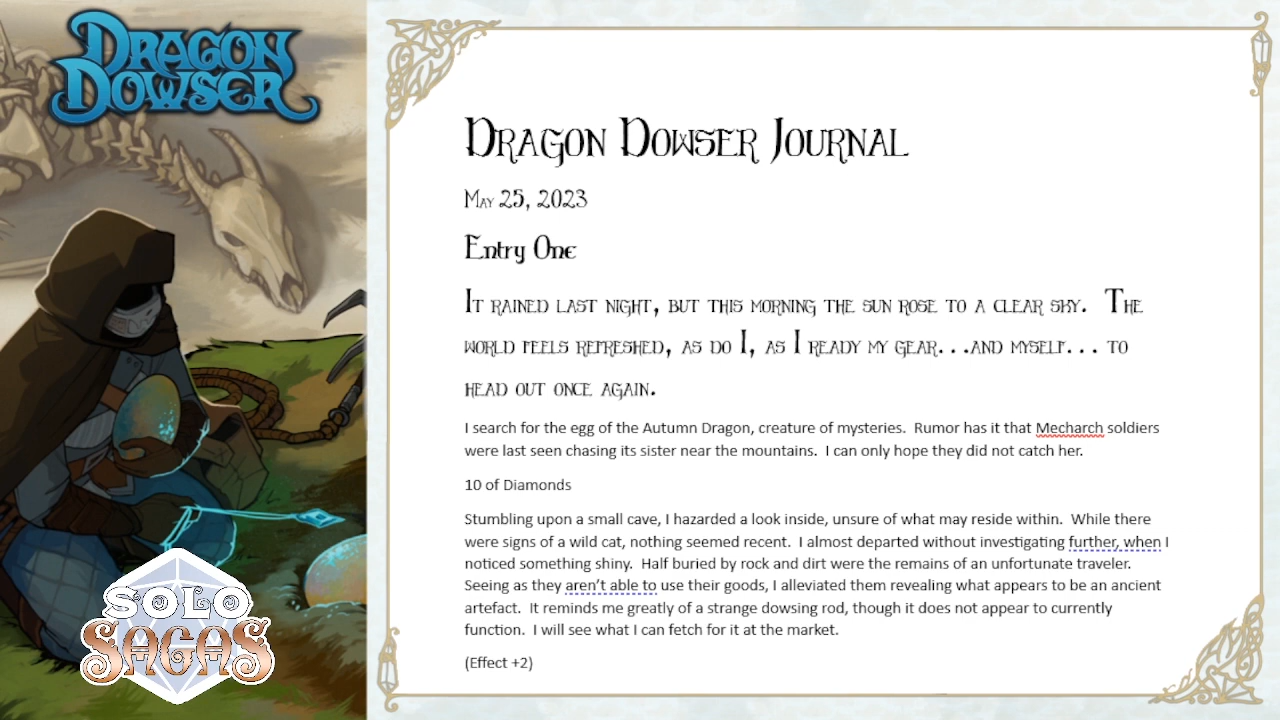 DRAGON
DOWSER
SOLO
SAGAS
Dragon Dowser Journal
May 25, 2023
Entry One
It rained last night, but this morning the sun rose to a clear sky.  The
world feels refreshed, as do I, as I ready my gear...and myself... to
head out once again.
I search for the egg of the Autumn Dragon, creature of mysteries.  Rumor has it that Mecharch soldiers
were last seen chasing its sister near the mountains.  I can only hope they did not catch her.
10 of Diamonds
Stumbling upon a small cave, I hazarded a look inside, unsure of what may reside within.  While there
were signs of a wild cat, nothing seemed recent.  I almost departed without investigating further, when I
noticed something shiny.  Half buried by rock and dirt were the remains of an unfortunate traveler.
Seeing as they aren't able to use their goods, I alleviated them revealing what appears to be an ancient
artefact.  It reminds me greatly of a strange dowsing rod, though it does not appear to currently
function.  I will see what I can fetch for it at the market.
(Effect +2)